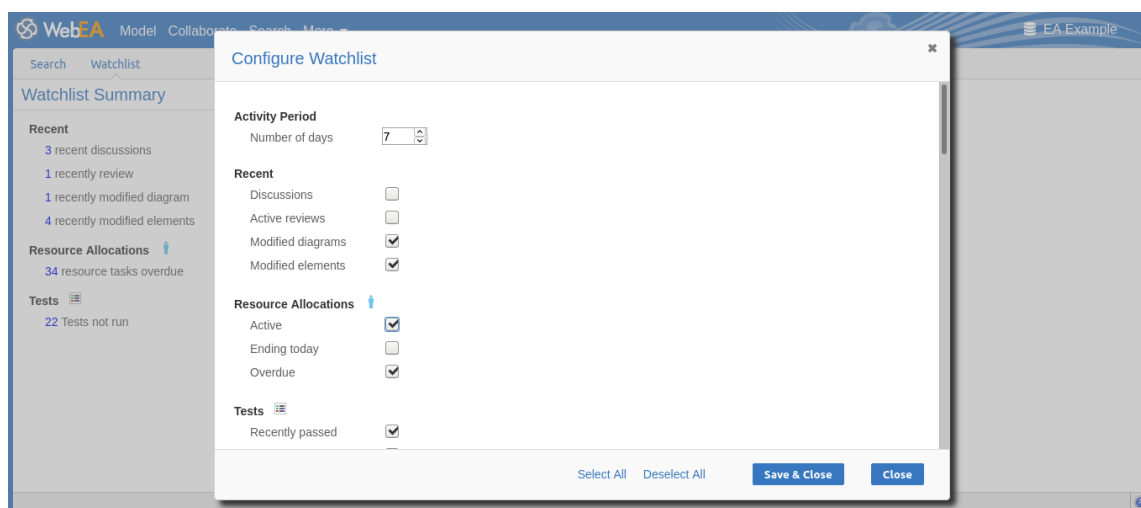 WebEA Model Collaborate Search More
EA Example
Search Watchlist
Watchlist Summary
Recent
3 recent discussions
1 recently review
1 recently modified diagram
4 recently modified elements
Resource Allocations
34 resource tasks overdue
Tests
22 Tests not run
Configure Watchlist
Activity Period
Number of days 7
Recent
Discussions
Active reviews
Modified diagrams
Modified elements
Resource Allocations
Active
Ending today
Overdue
Tests
Recently passed
Select All Deselect All Save & Close Close